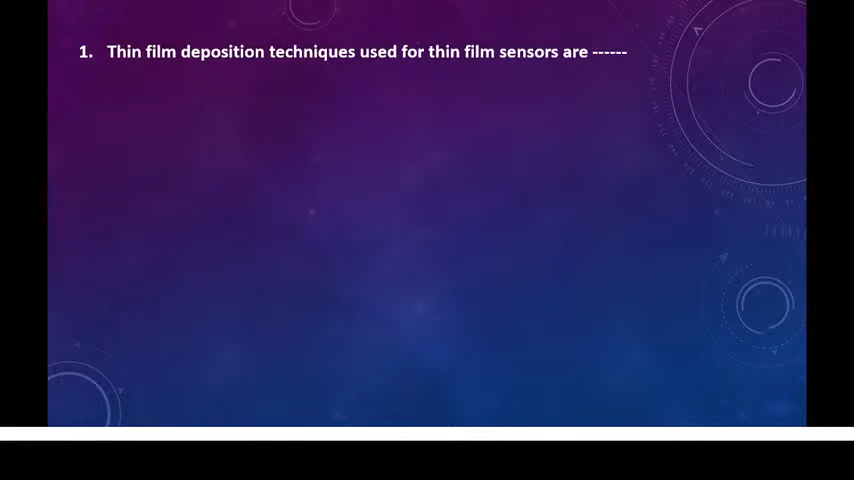 1. Thin film deposition techniques used for thin film sensors are ------